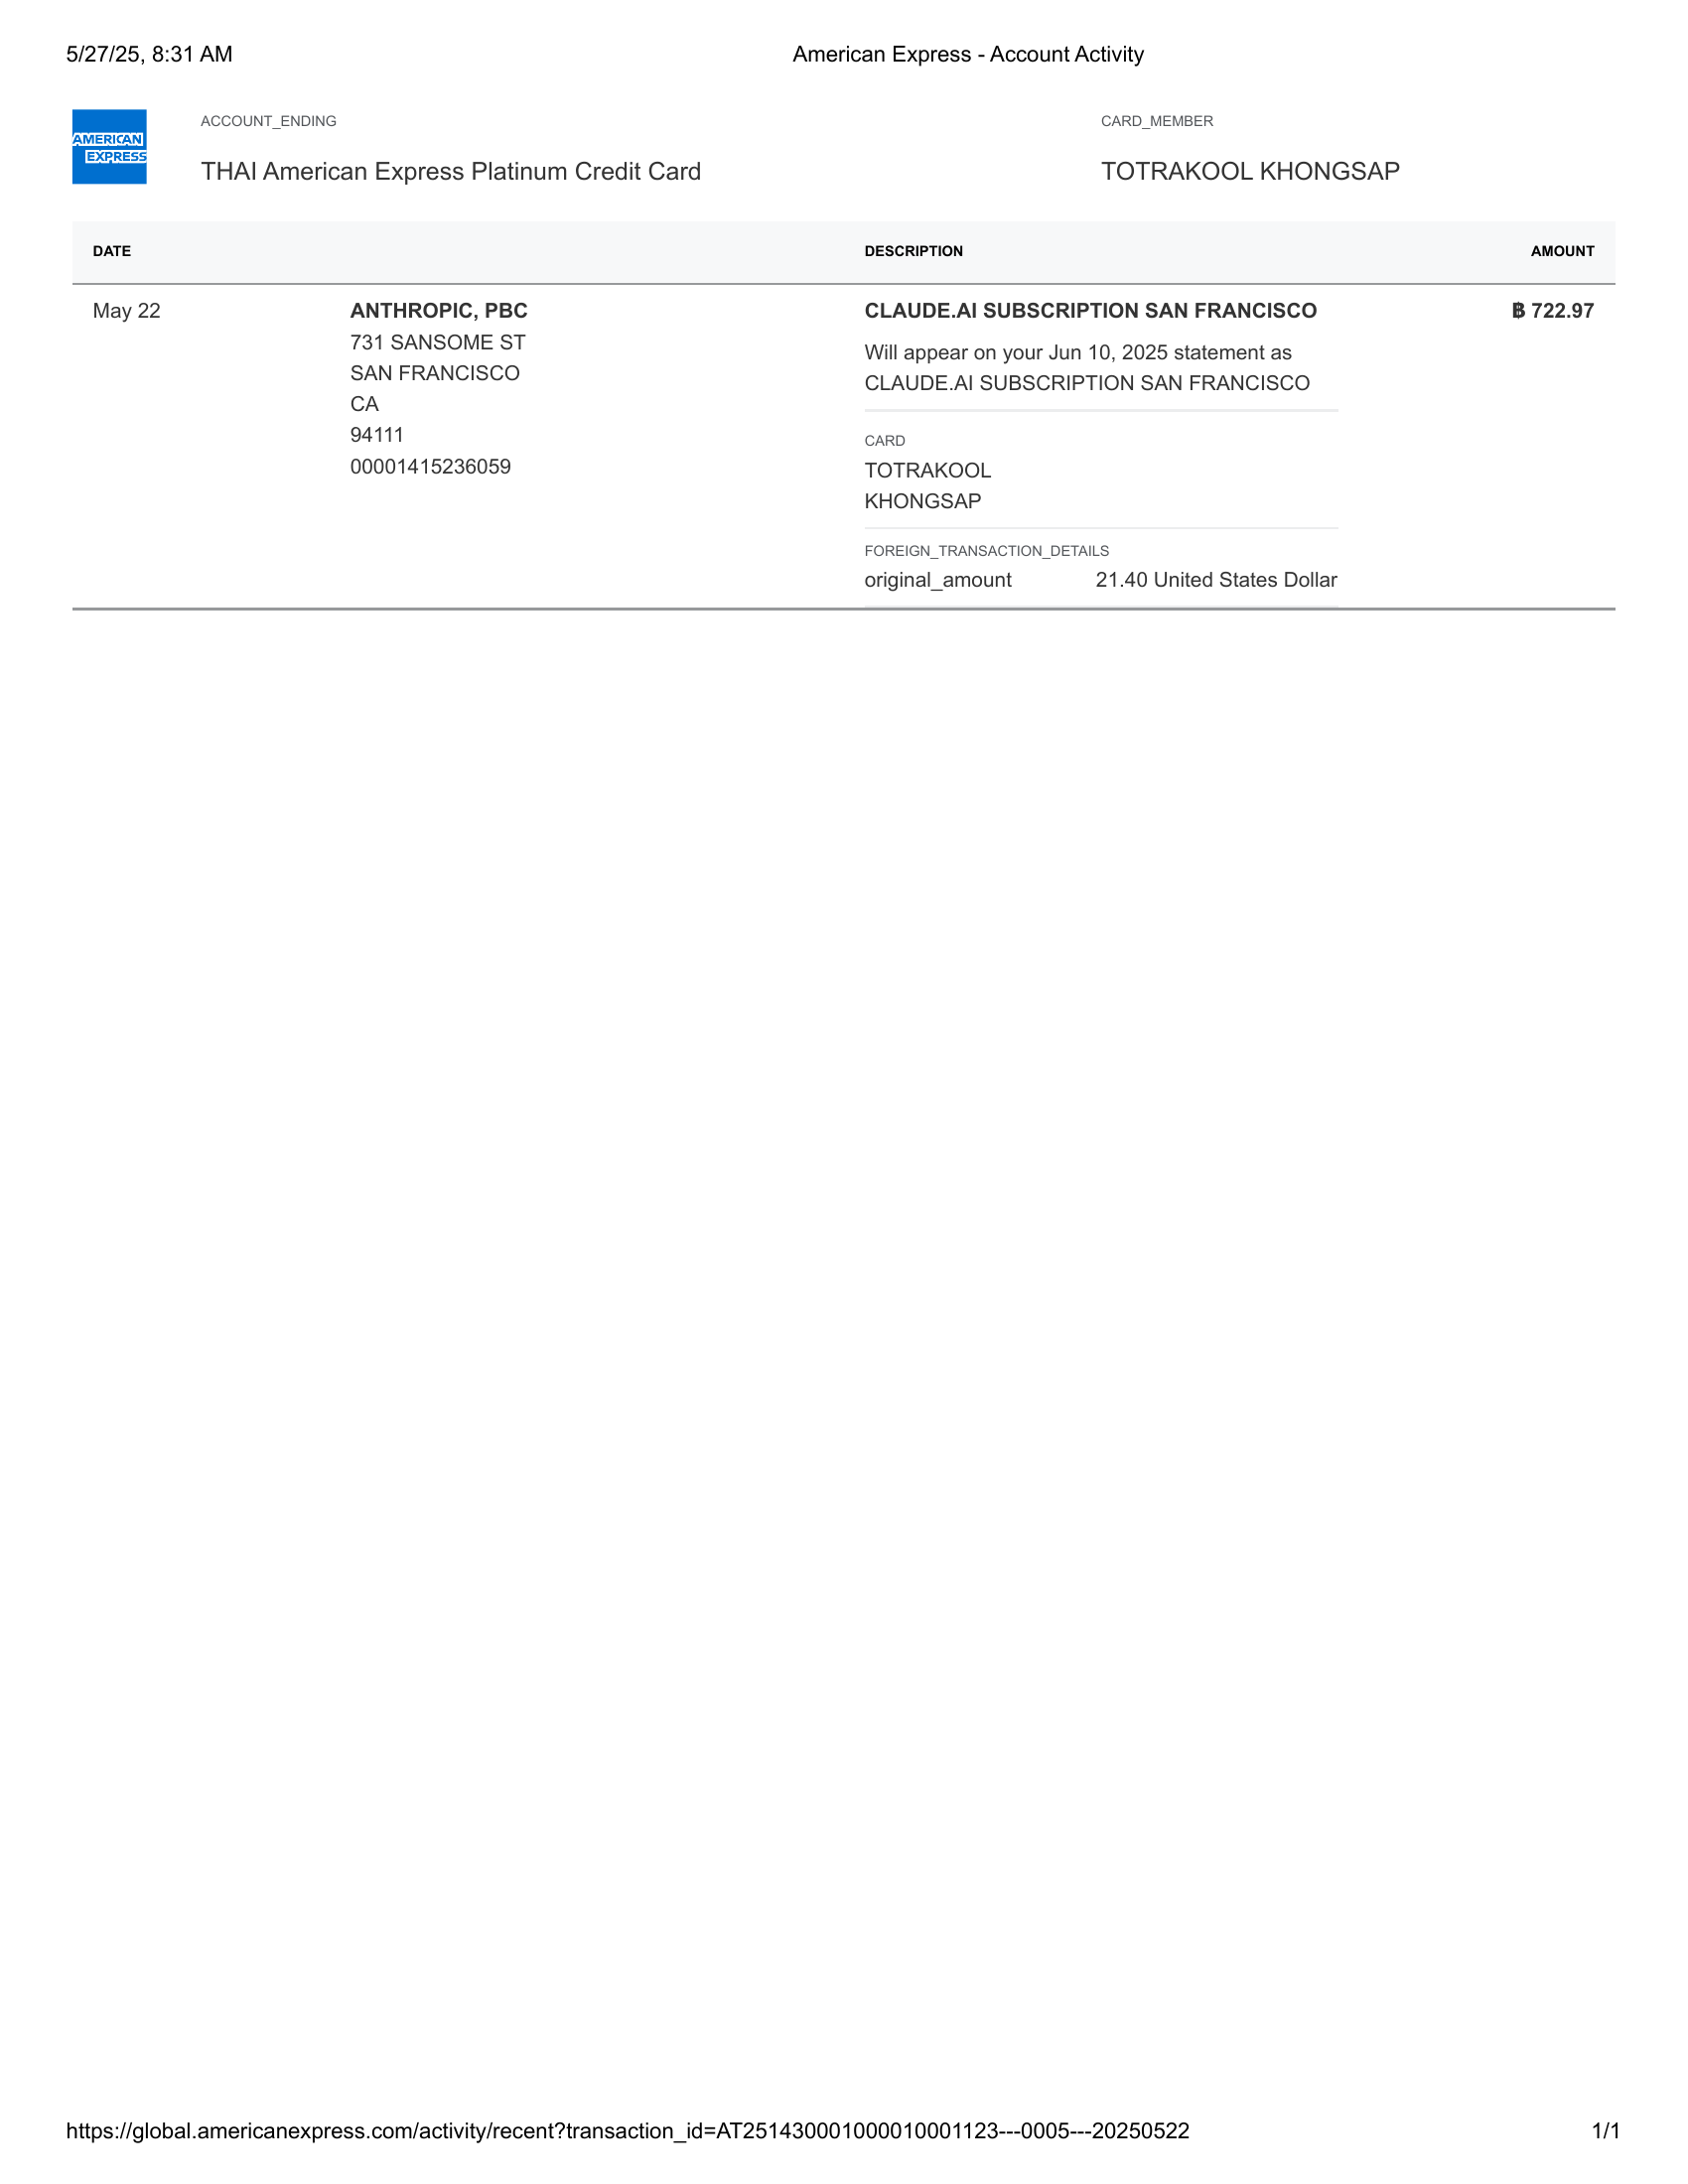 5/27/25, 8:31 AM
American Express - Account Activity
AMERICAN
EXPRESS
ACCOUNT_ENDING
THAI American Express Platinum Credit Card
CARD_MEMBER
TOTRAKOOL KHONGSAP
DATE
DESCRIPTION
AMOUNT
May 22
ANTHROPIC, PBC
731 SANSOME ST
SAN FRANCISCO
CA
94111
00001415236059
CLAUDE.AI SUBSCRIPTION SAN FRANCISCO
Will appear on your Jun 10, 2025 statement as
CLAUDE.AI SUBSCRIPTION SAN FRANCISCO
CARD
TOTRAKOOL
KHONGSAP
FOREIGN_TRANSACTION_DETAILS
original_amount 21.40 United States Dollar
฿ 722.97
https://global.americanexpress.com/activity/recent?transaction_id=AT251430001000010001123---0005---20250522
1/1